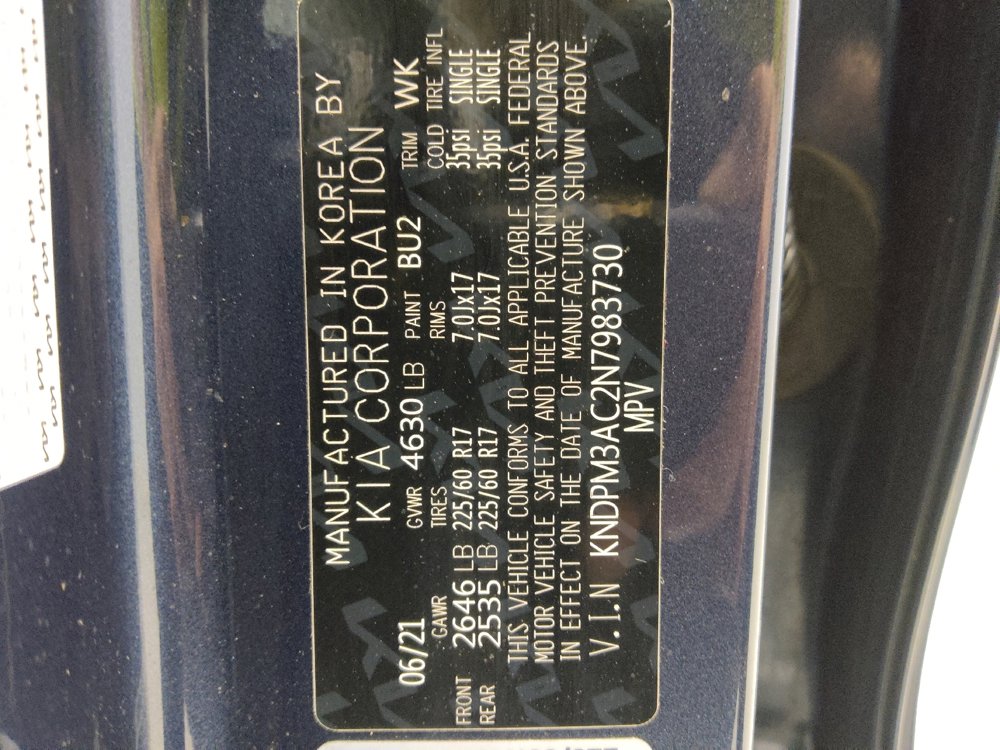 MANUFACTURED IN KOREA BY
KIA CORPORATION
06/21 GVWR 4630 LB PAINT BU2 TRIM WK
GAWR TIRES RIMS COLD TIRE INFL
FRONT 2646 LB 225/60 R17 7.0Jx17 35psi SINGLE
REAR 2535 LB 225/60 R17 7.0Jx17 35psi SINGLE
THIS VEHICLE CONFORMS TO ALL APPLICABLE U.S.A. FEDERAL
MOTOR VEHICLE SAFETY AND THEFT PREVENTION STANDARDS
IN EFFECT ON THE DATE OF MANUFACTURE SHOWN ABOVE.
V.I.N KNDPM3AC2N7983730
MPV